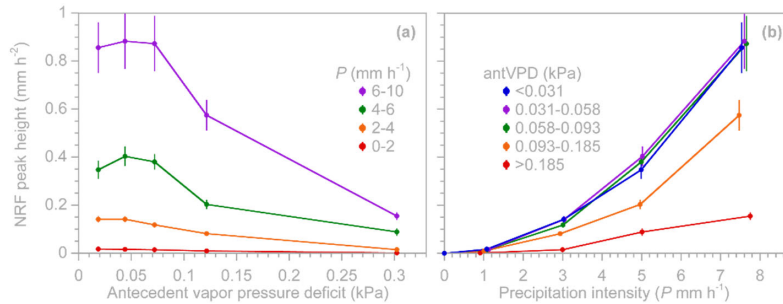 NRF peak height (mm h-2)
1
0.8
0.6
0.4
0.2
0
(a)
P (mm h-1)
6-10
4-6
2-4
0-2
0 0.05 0.1 0.15 0.2 0.25 0.3
Antecedent vapor pressure deficit (kPa)
(b)
antVPD (kPa)
<0.031
0.031-0.058
0.058-0.093
0.093-0.185
>0.185
0 1 2 3 4 5 6 7 8
Precipitation intensity (P mm h-1)